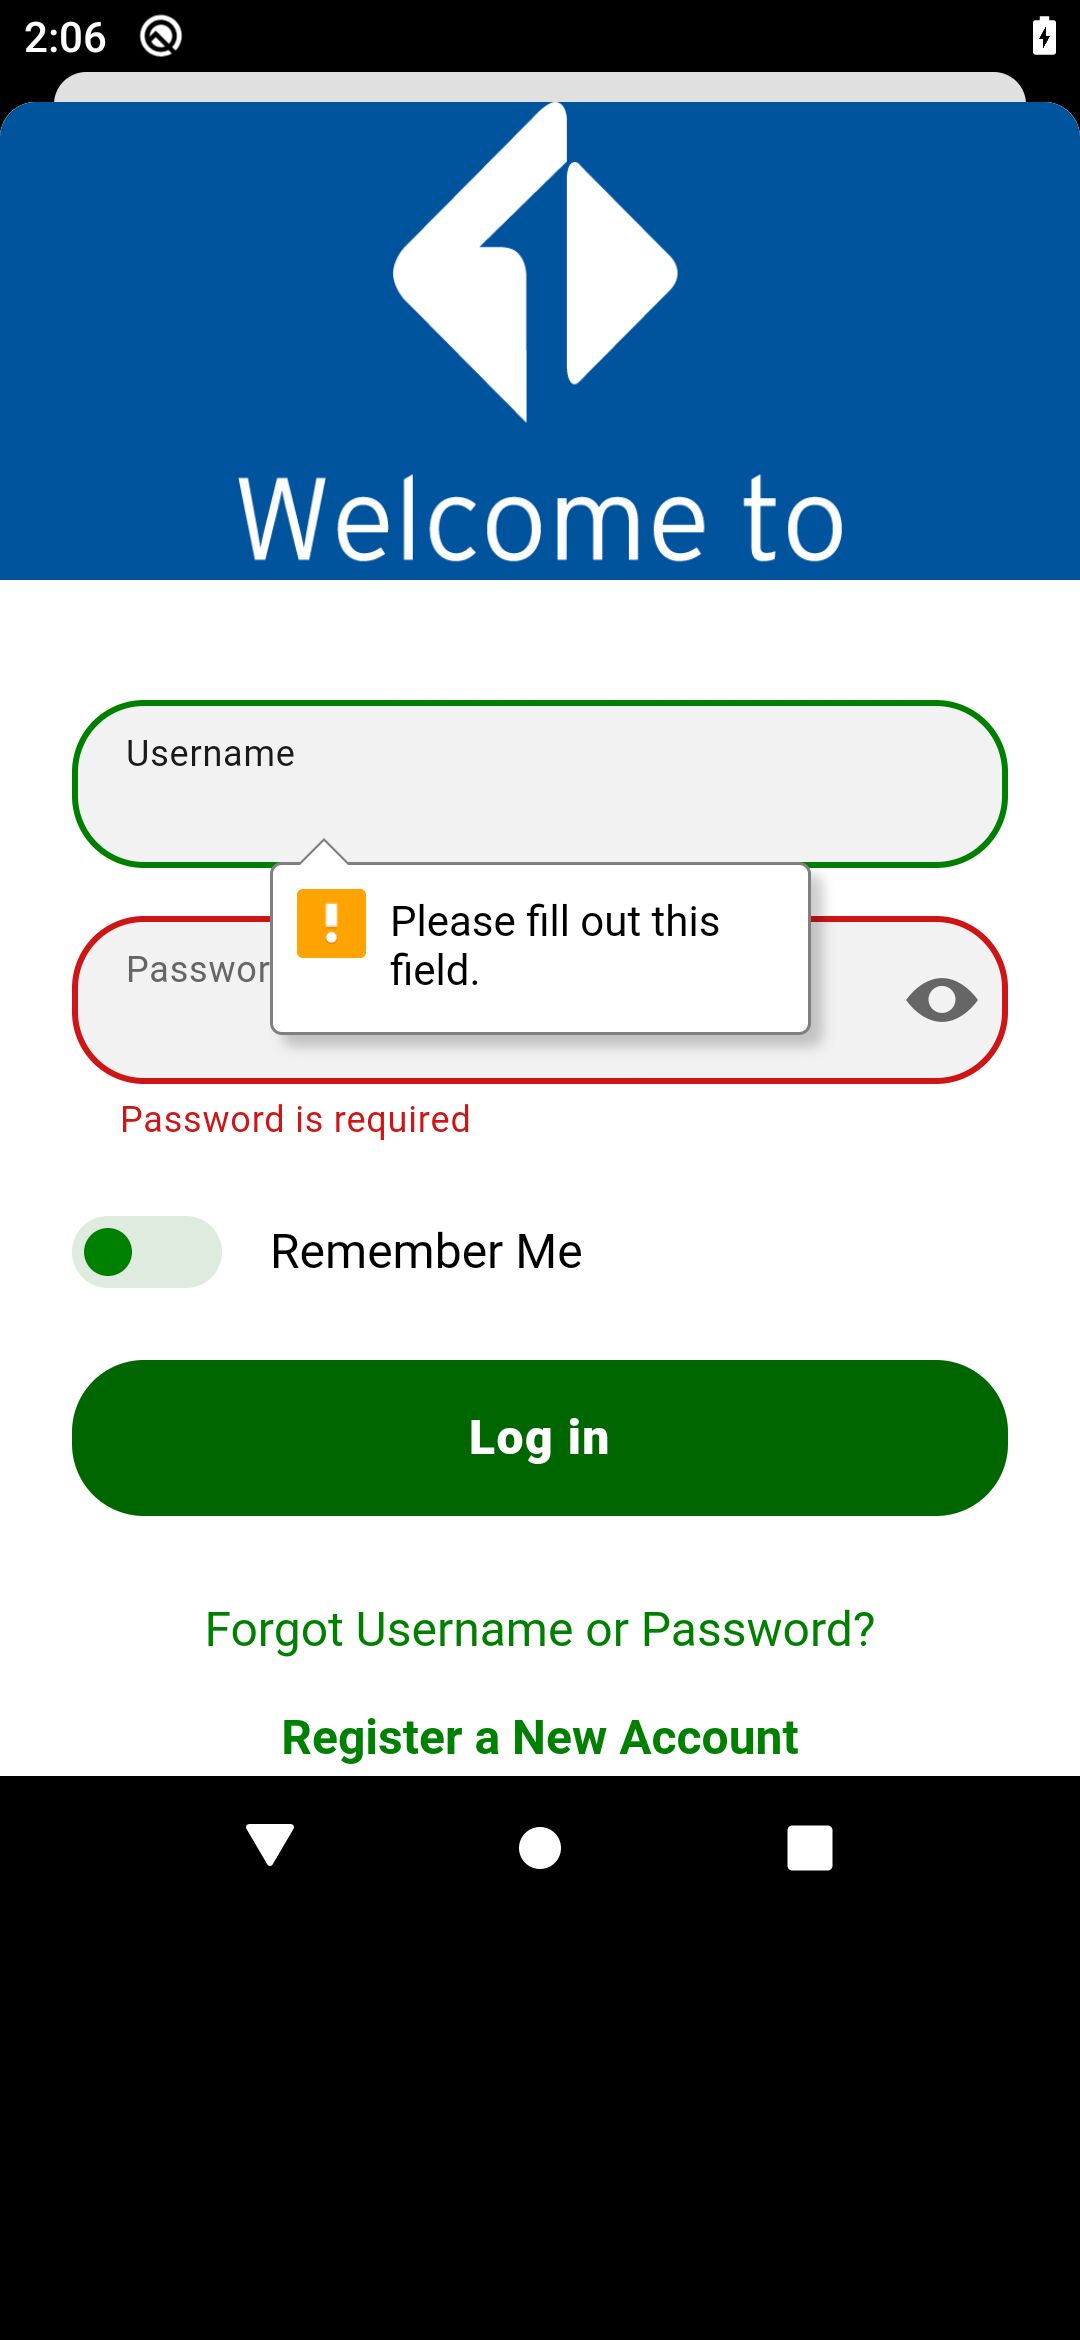 2:06
Welcome to
Username
Please fill out this
field.
Passwor
Password is required
Remember Me
Log in
Forgot Username or Password?
Register a New Account